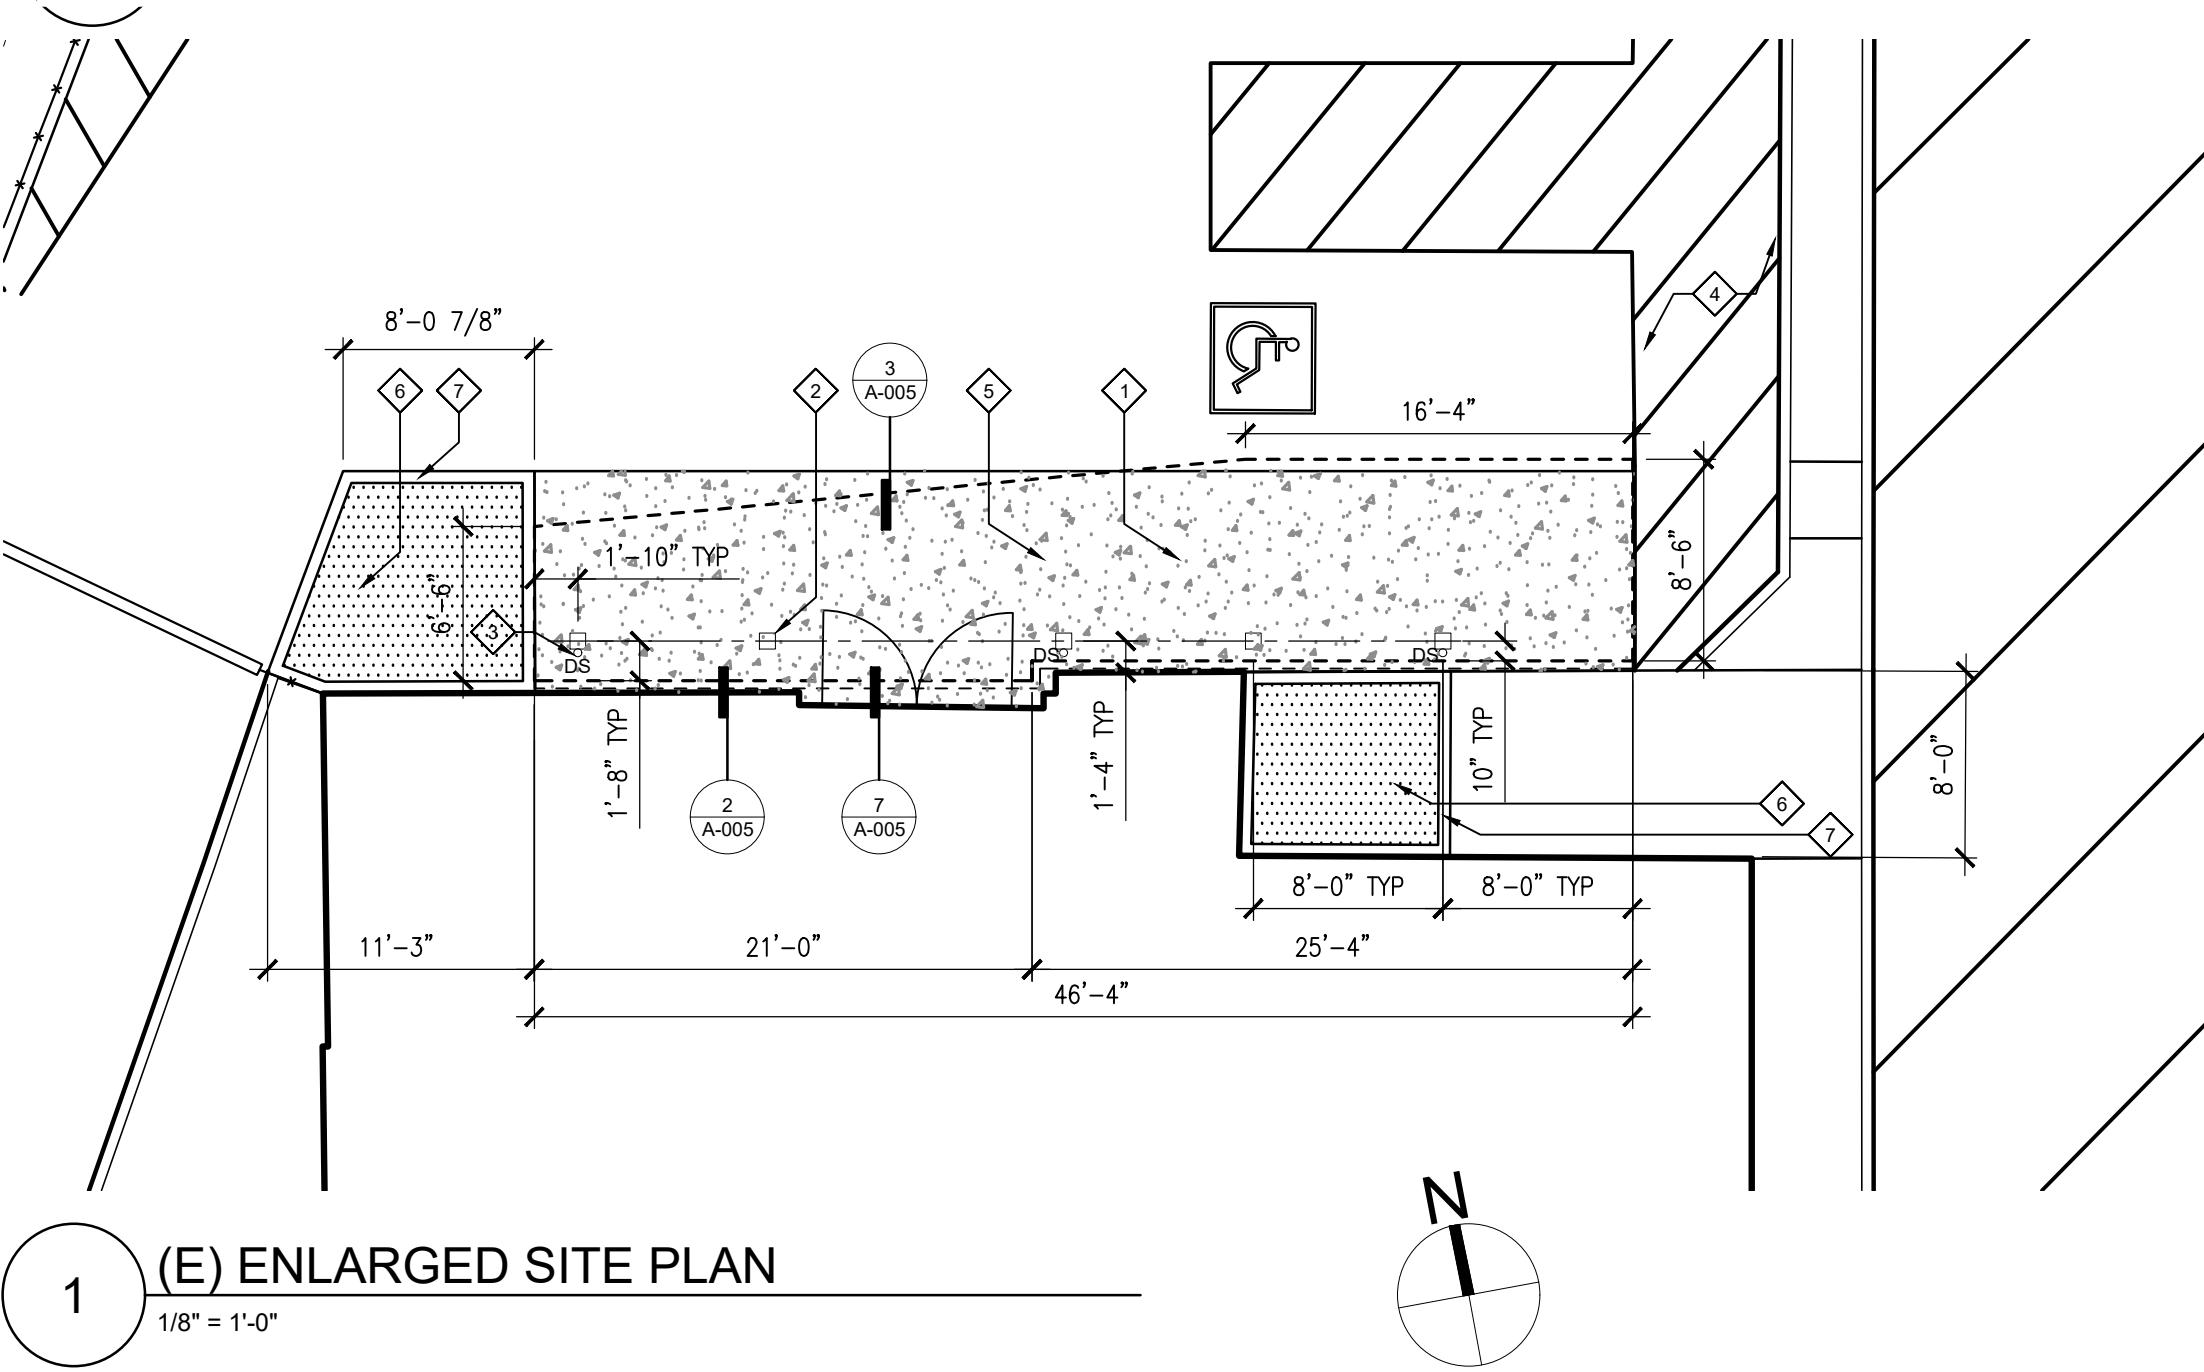 8’-0 7/8”
6
7
2
3
A-005
5
1
4
16’-4”
1’-10” TYP
6’-6”
3
8’-6”
DS
DS
DS
1’-8” TYP
1’-4” TYP
10” TYP
8’-0”
2
A-005
7
A-005
6
7
8’-0” TYP
8’-0” TYP
11’-3”
21’-0”
25’-4”
46’-4”
N
1
(E) ENLARGED SITE PLAN
1/8" = 1'-0"